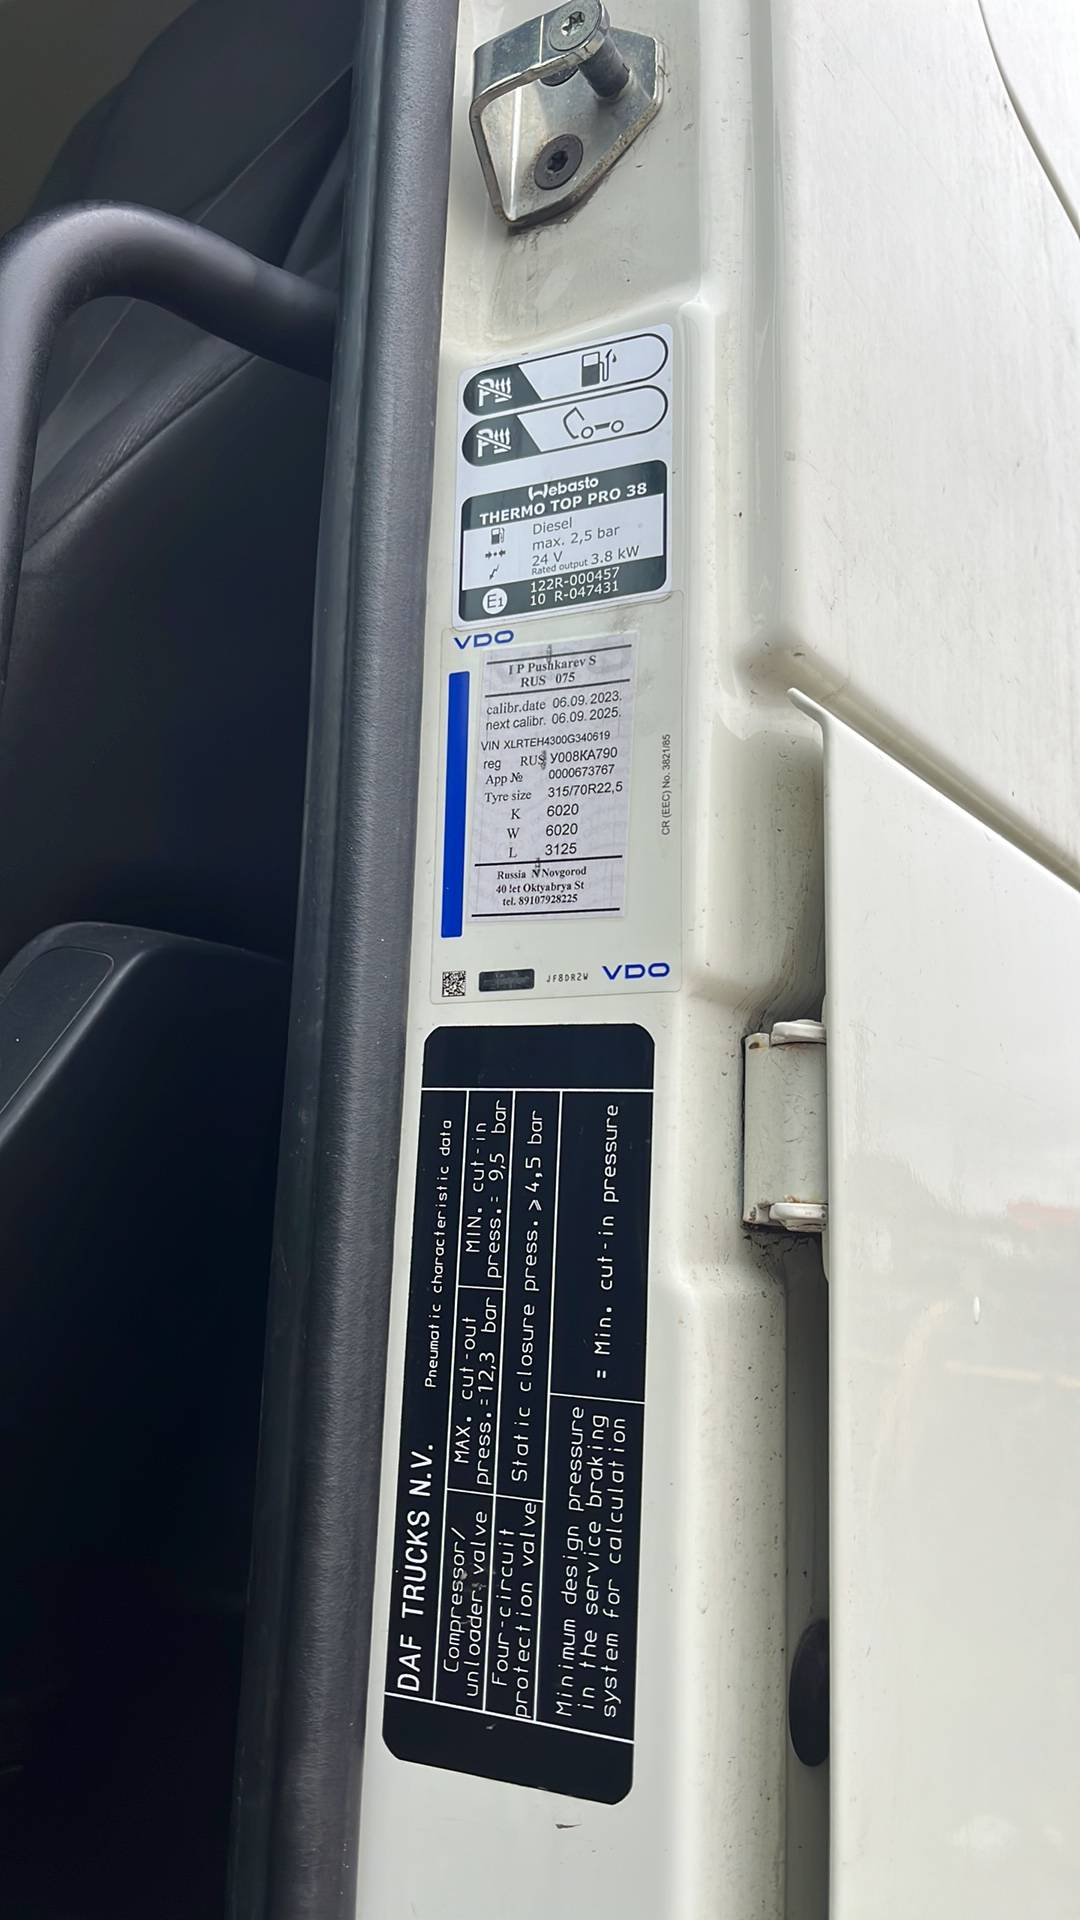 Webasto
THERMO TOP PRO 38
Diesel
max. 2,5 bar
24 V
Rated output 3.8 kW
E1
122R-000457
10 R-047431
VDO
I P Pushkarev S
RUS 075
calibr.date 06.09.2023.
next calibr. 06.09.2025.
VIN XLRTEH4300G340619
reg RUS У008КА790
App № 0000673767
Tyre size 315/70R22,5
K 6020
W 6020
L 3125
Russia N Novgorod
40 let Oktyabrya St
tel. 89107928225
CR (EEC) No. 3821/85
JF8DR2W VDO
DAF TRUCKS N.V. Pneumatic characteristic data
Compressor/
unloader valve
MAX. cut-out
press.=12,3 bar
MIN. cut-in
press.= 9,5 bar
Four-circuit
protection valve
Static closure press. ⩾4,5 bar
Minimum design pressure
in the service braking
system for calculation
= Min. cut-in pressure